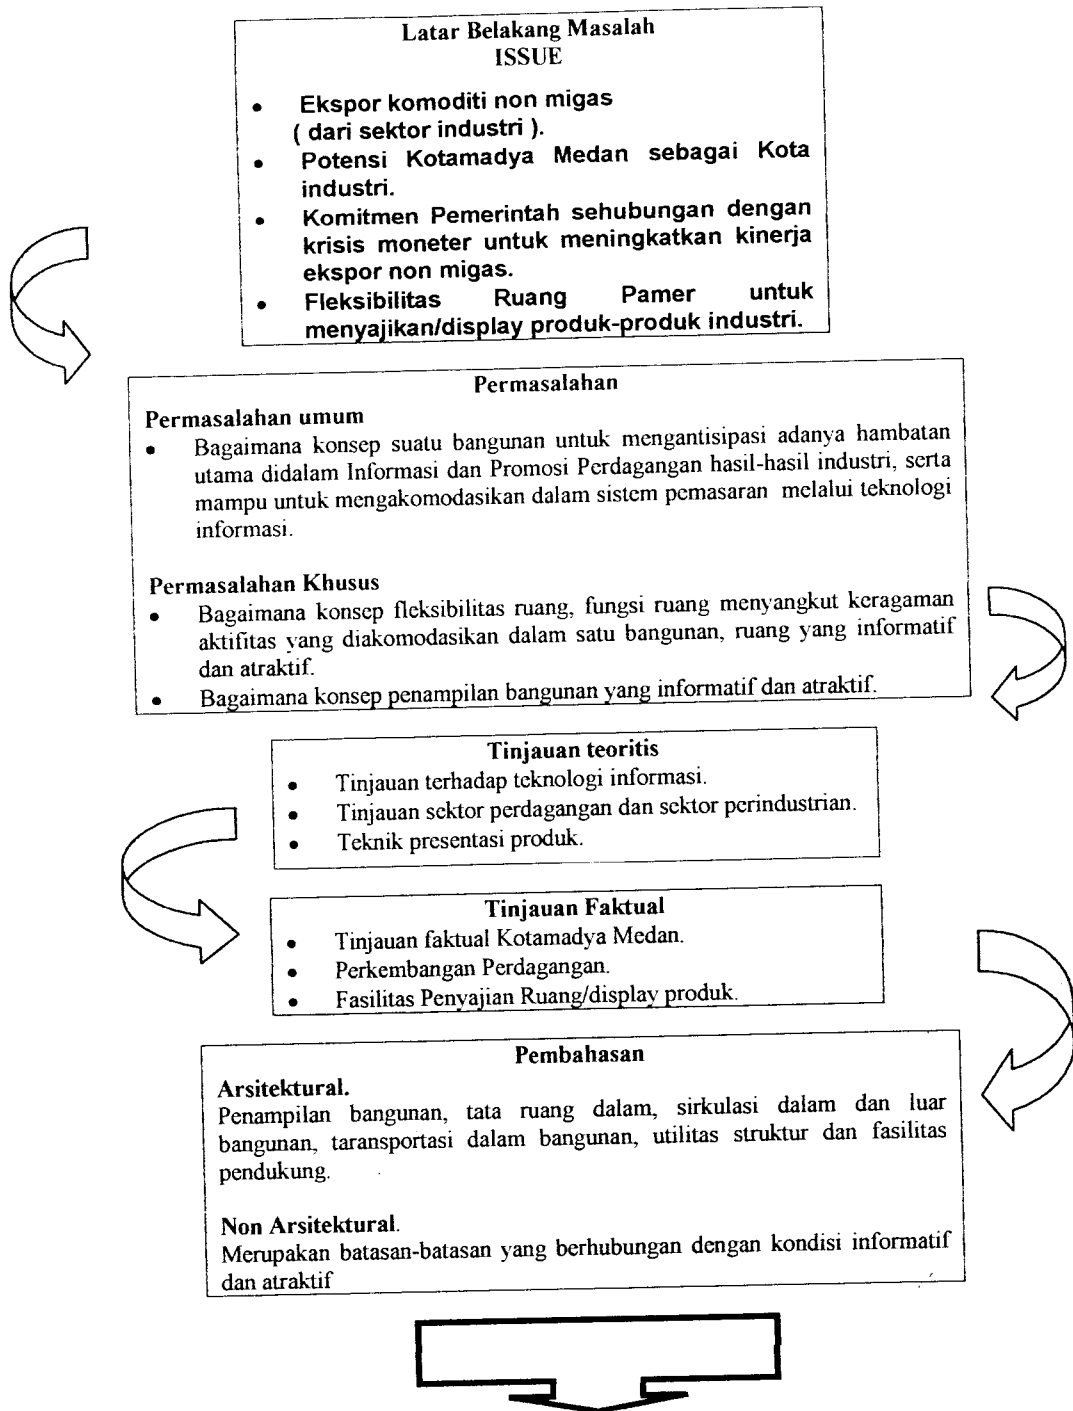 Latar Belakang Masalah
ISSUE
• Ekspor komoditi non migas
( dari sektor industri ).
• Potensi Kotamadya Medan sebagai Kota
industri.
• Komitmen Pemerintah sehubungan dengan
krisis moneter untuk meningkatkan kinerja
ekspor non migas.
• Fleksibilitas Ruang Pamer untuk
menyajikan/display produk-produk industri.
Permasalahan
Permasalahan umum
• Bagaimana konsep suatu bangunan untuk mengantisipasi adanya hambatan
utama didalam Informasi dan Promosi Perdagangan hasil-hasil industri, serta
mampu untuk mengakomodasikan dalam sistem pemasaran melalui teknologi
informasi.
Permasalahan Khusus
• Bagaimana konsep fleksibilitas ruang, fungsi ruang menyangkut keragaman
aktifitas yang diakomodasikan dalam satu bangunan, ruang yang informatif
dan atraktif.
• Bagaimana konsep penampilan bangunan yang informatif dan atraktif.
Tinjauan teoritis
• Tinjauan terhadap teknologi informasi.
• Tinjauan sektor perdagangan dan sektor perindustrian.
• Teknik presentasi produk.
Tinjauan Faktual
• Tinjauan faktual Kotamadya Medan.
• Perkembangan Perdagangan.
• Fasilitas Penyajian Ruang/display produk.
Pembahasan
Arsitektural.
Penampilan bangunan, tata ruang dalam, sirkulasi dalam dan luar
bangunan, taransportasi dalam bangunan, utilitas struktur dan fasilitas
pendukung.
Non Arsitektural.
Merupakan batasan-batasan yang berhubungan dengan kondisi informatif
dan atraktif